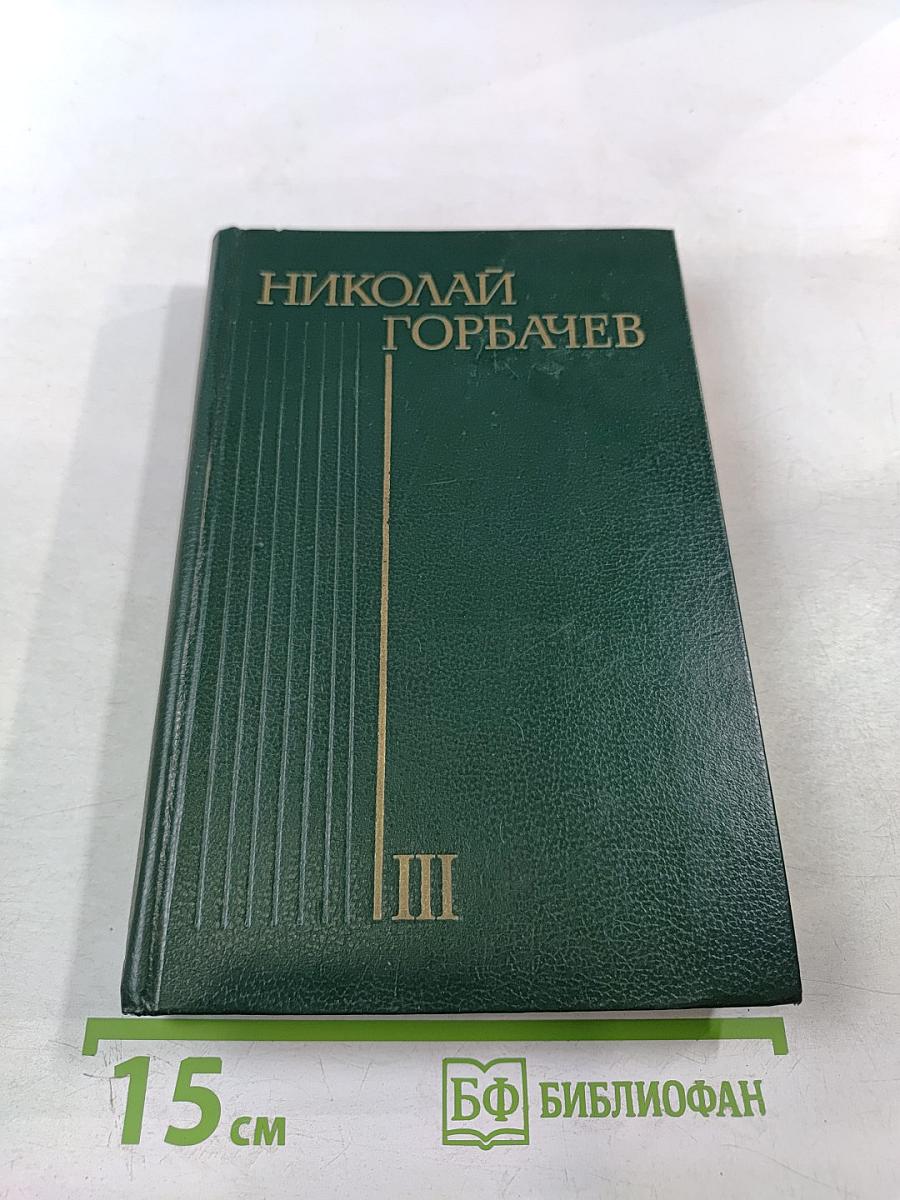 НИКОЛАЙ
ГОРБАЧЕВ
III
15 см
БФ БИБЛИОФАН